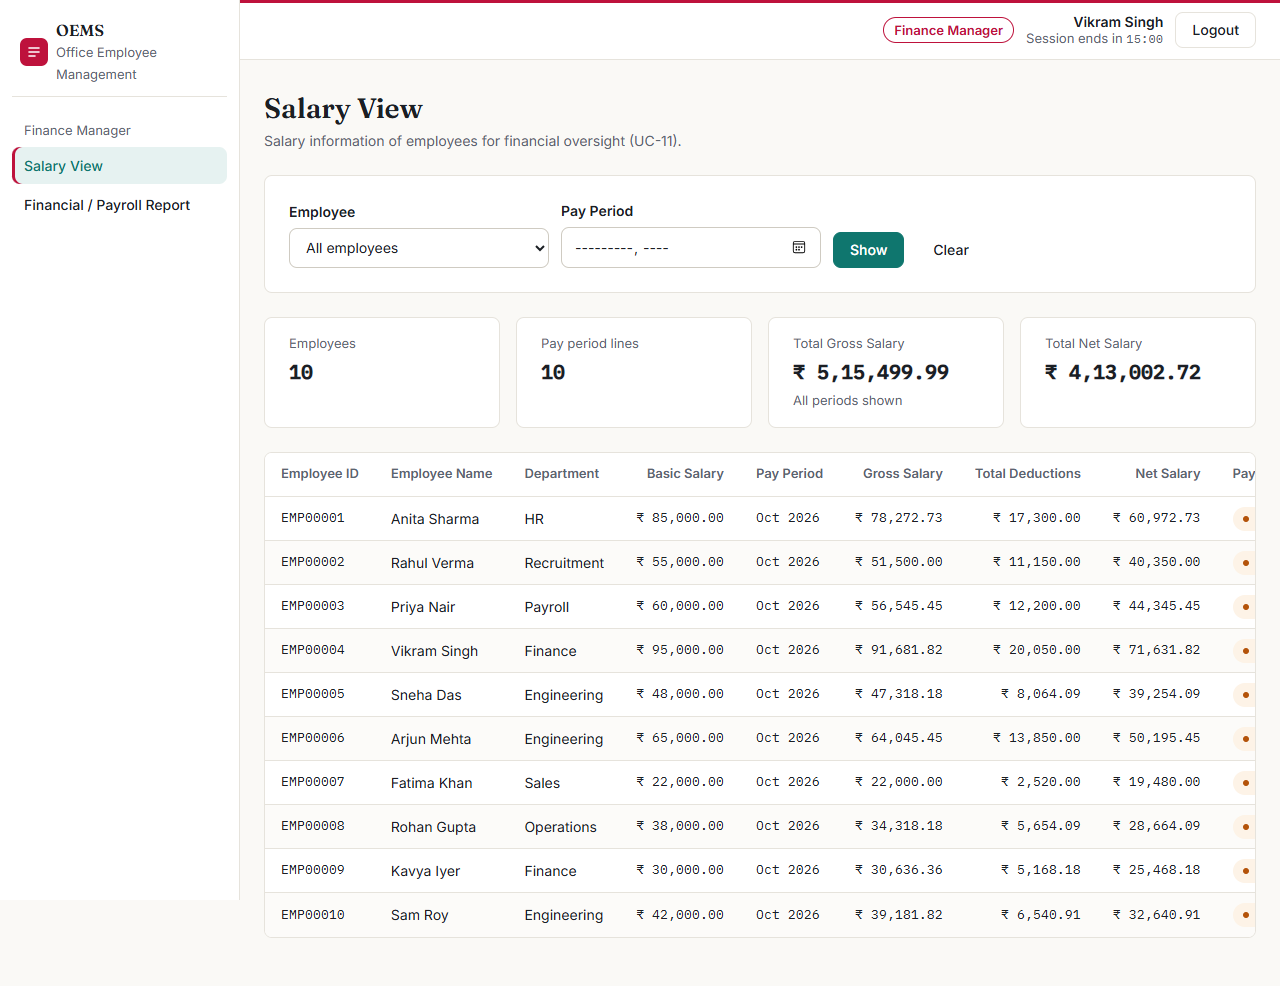 OEMS
Office Employee
Management
Finance Manager
Salary View
Financial / Payroll Report
Finance Manager
Vikram Singh
Session ends in 15:00
Logout
Salary View
Salary information of employees for financial oversight (UC-11).
Employee
Pay Period
All employees
---------, ----
Show
Clear
Employees
10
Pay period lines
10
Total Gross Salary
₹ 5,15,499.99
All periods shown
Total Net Salary
₹ 4,13,002.72
Employee ID Employee Name Department Basic Salary Pay Period Gross Salary Total Deductions Net Salary Pay
EMP00001 Anita Sharma HR ₹ 85,000.00 Oct 2026 ₹ 78,272.73 ₹ 17,300.00 ₹ 60,972.73
EMP00002 Rahul Verma Recruitment ₹ 55,000.00 Oct 2026 ₹ 51,500.00 ₹ 11,150.00 ₹ 40,350.00
EMP00003 Priya Nair Payroll ₹ 60,000.00 Oct 2026 ₹ 56,545.45 ₹ 12,200.00 ₹ 44,345.45
EMP00004 Vikram Singh Finance ₹ 95,000.00 Oct 2026 ₹ 91,681.82 ₹ 20,050.00 ₹ 71,631.82
EMP00005 Sneha Das Engineering ₹ 48,000.00 Oct 2026 ₹ 47,318.18 ₹ 8,064.09 ₹ 39,254.09
EMP00006 Arjun Mehta Engineering ₹ 65,000.00 Oct 2026 ₹ 64,045.45 ₹ 13,850.00 ₹ 50,195.45
EMP00007 Fatima Khan Sales ₹ 22,000.00 Oct 2026 ₹ 22,000.00 ₹ 2,520.00 ₹ 19,480.00
EMP00008 Rohan Gupta Operations ₹ 38,000.00 Oct 2026 ₹ 34,318.18 ₹ 5,654.09 ₹ 28,664.09
EMP00009 Kavya Iyer Finance ₹ 30,000.00 Oct 2026 ₹ 30,636.36 ₹ 5,168.18 ₹ 25,468.18
EMP00010 Sam Roy Engineering ₹ 42,000.00 Oct 2026 ₹ 39,181.82 ₹ 6,540.91 ₹ 32,640.91